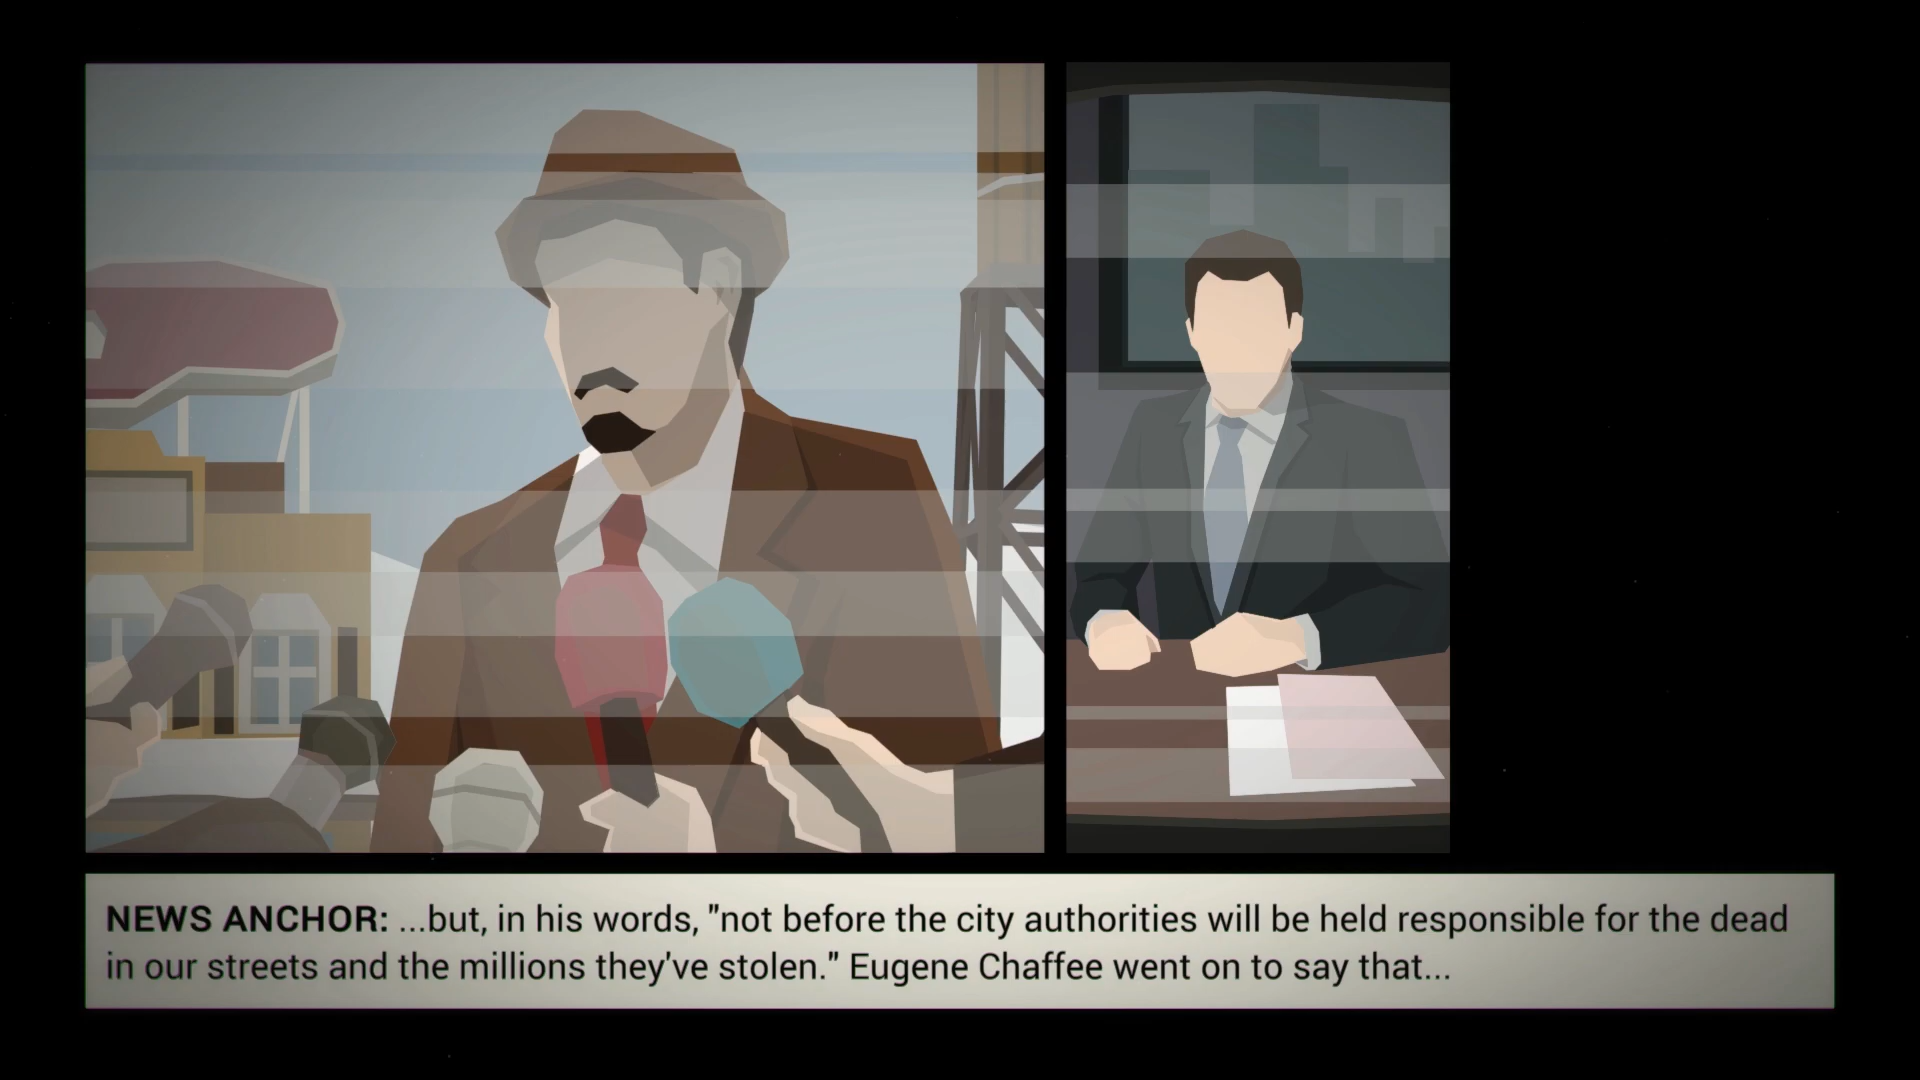 NEWS ANCHOR: ...but, in his words, "not before the city authorities will be held responsible for the dead
in our streets and the millions they've stolen." Eugene Chaffee went on to say that...